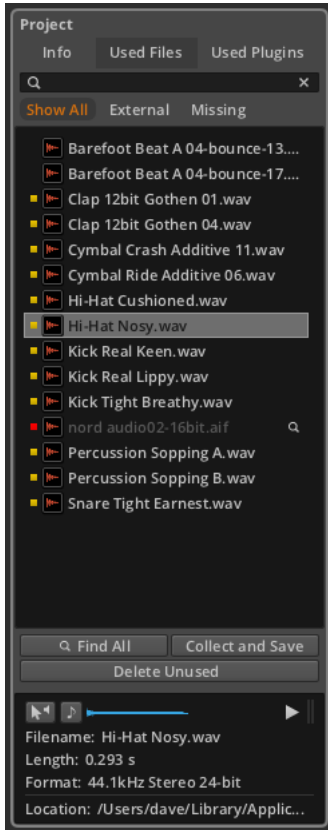 Project
Info Used Files Used Plugins
Show All External Missing
Barefoot Beat A 04-bounce-13....
Barefoot Beat A 04-bounce-17....
Clap 12bit Gothen 01.wav
Clap 12bit Gothen 04.wav
Cymbal Crash Additive 11.wav
Cymbal Ride Additive 06.wav
Hi-Hat Cushioned.wav
Hi-Hat Nosy.wav
Kick Real Keen.wav
Kick Real Lippy.wav
Kick Tight Breathy.wav
nord audio02-16bit.aif
Percussion Sopping A.wav
Percussion Sopping B.wav
Snare Tight Earnest.wav
Find All Collect and Save
Delete Unused
Filename: Hi-Hat Nosy.wav
Length: 0.293 s
Format: 44.1kHz Stereo 24-bit
Location: /Users/dave/Library/Applic...